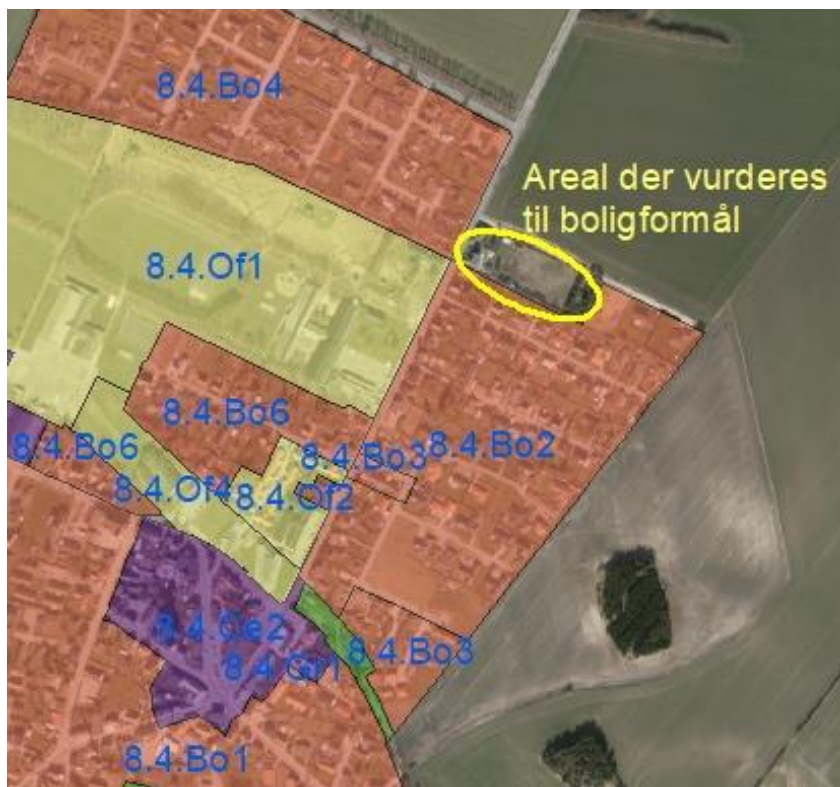 8.4.Bo4
Areal der vurderes
til boligformål
8.4.Of1
8.4.Bo6
8.4.Bo6
8.4.Bo3
8.4.Bo2
8.4.Of4
8.4.Of2
8.4.Ce2
8.4.Gr1
8.4.Bo3
8.4.Bo1